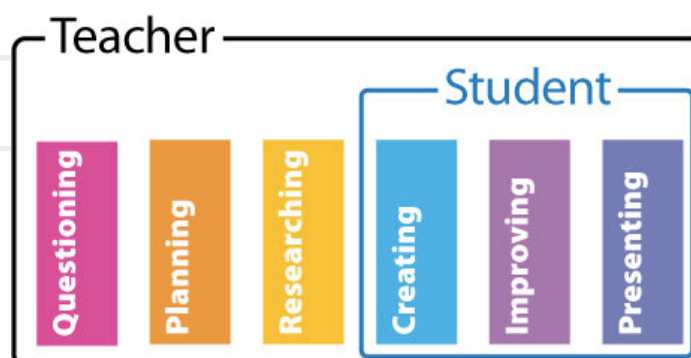 Teacher
Student
Questioning
Planning
Researching
Creating
Improving
Presenting